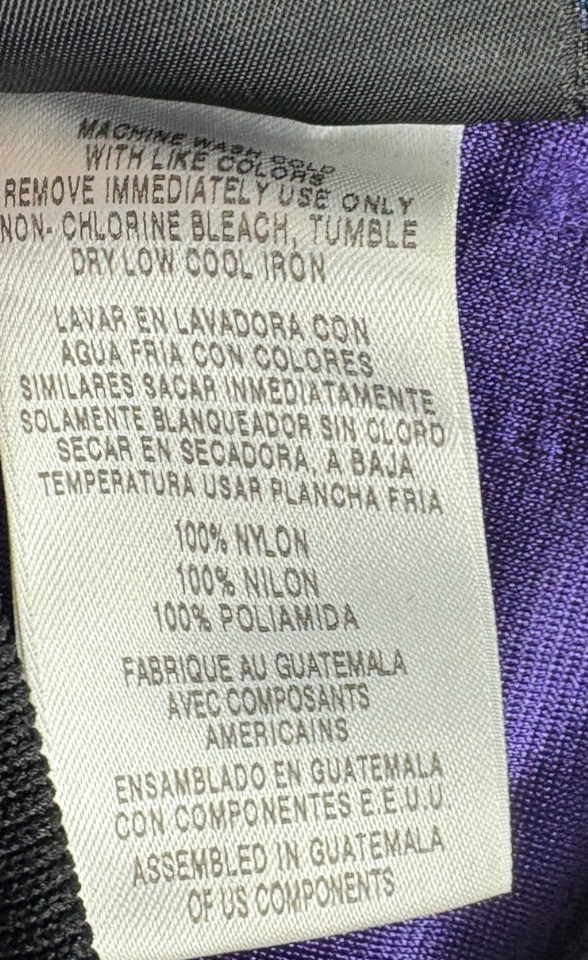 MACHINE WASH COLD
WITH LIKE COLORS
REMOVE IMMEDIATELY USE ONLY
NON- CHLORINE BLEACH, TUMBLE
DRY LOW COOL IRON
LAVAR EN LAVADORA CON
AGUA FRIA CON COLORES
SIMILARES SACAR INMEDIATAMENTE
SOLAMENTE BLANQUEADOR SIN CLORO
SECAR EN SECADORA, A BAJA
TEMPERATURA USAR PLANCHA FRIA
100% NYLON
100% NILON
100% POLIAMIDA
FABRIQUE AU GUATEMALA
AVEC COMPOSANTS
AMERICAINS
ENSAMBLADO EN GUATEMALA
CON COMPONENTES E.E.U.U.
ASSEMBLED IN GUATEMALA
OF US COMPONENTS